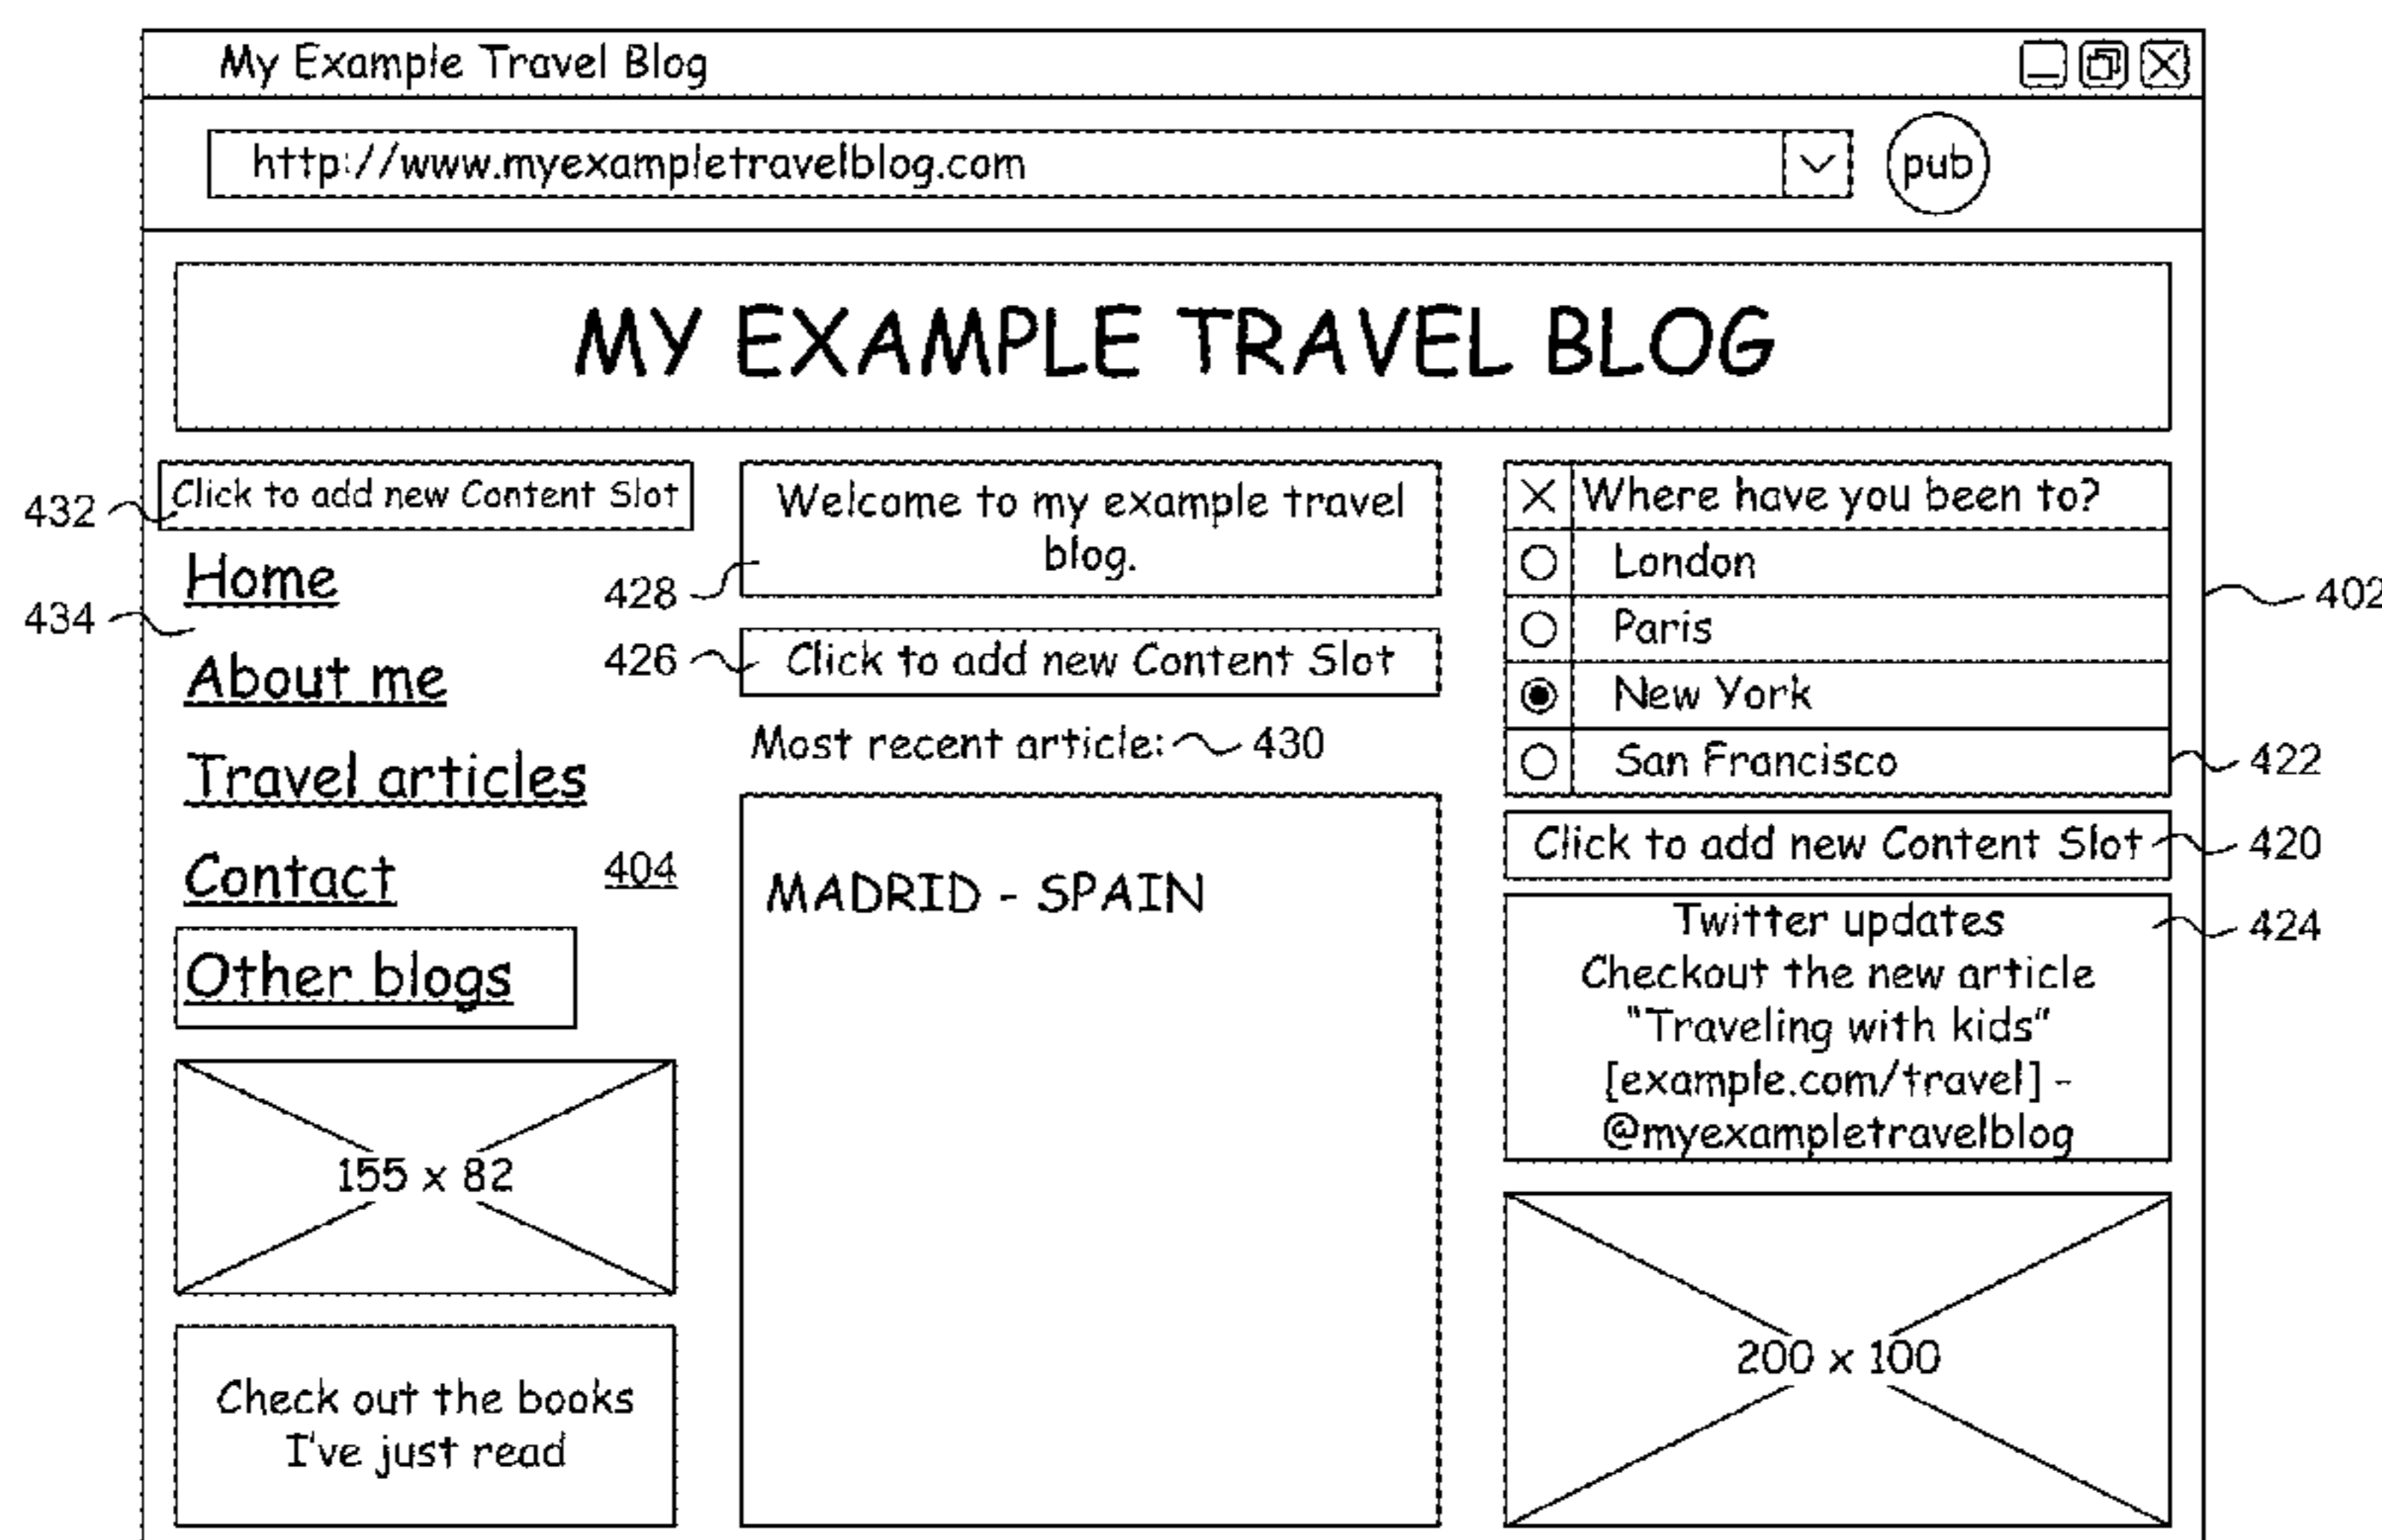 My Example Travel Blog
http://www.myexampletravelblog.com
pub
MY EXAMPLE TRAVEL BLOG
432
Click to add new Content Slot
434
Home
About me
Travel articles
Contact
404
Other blogs
155 x 82
Check out the books
I've just read
Welcome to my example travel
blog.
428
426
Click to add new Content Slot
Most recent article:
430
MADRID - SPAIN
Where have you been to?
London
Paris
New York
San Francisco
402
422
Click to add new Content Slot
420
Twitter updates
424
Checkout the new article
"Traveling with kids"
[example.com/travel] -
@myexampletravelblog
200 x 100